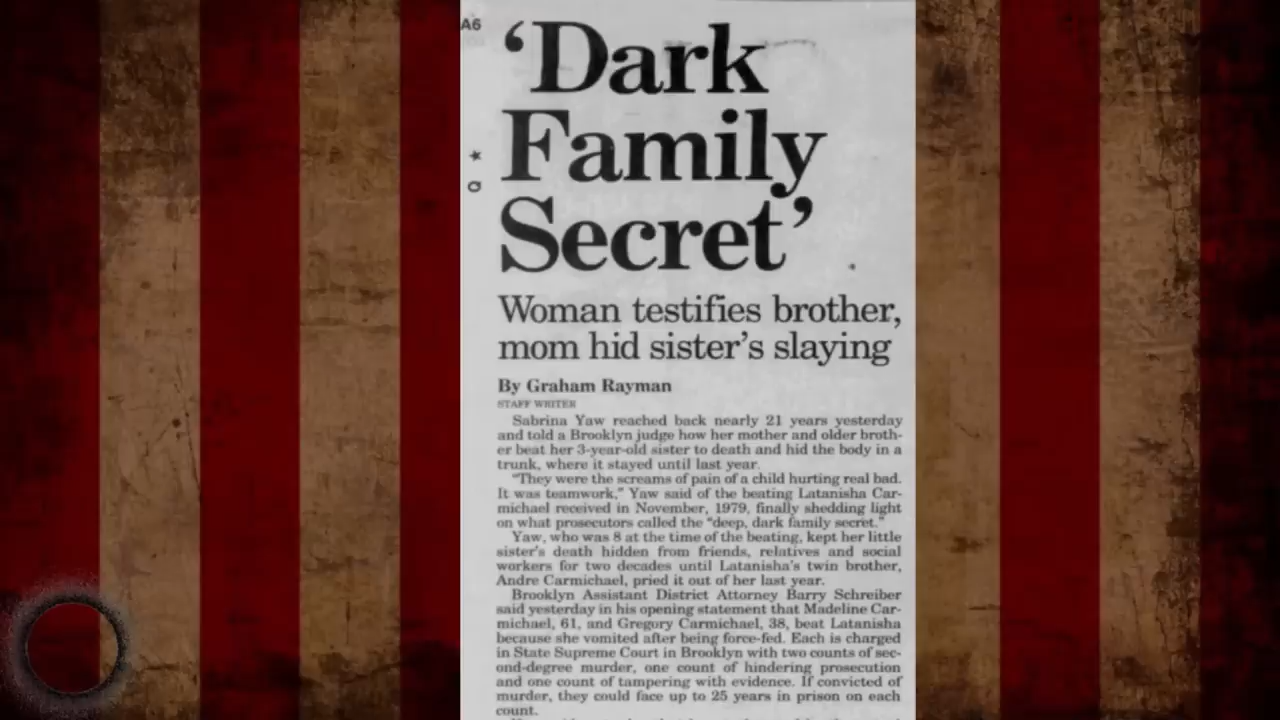 A6
‘Dark
Family
Secret’
Woman testifies brother,
mom hid sister's slaying
By Graham Rayman
STAFF WRITER
Sabrina Yaw reached back nearly 21 years yesterday
and told a Brooklyn judge how her mother and older broth-
er beat her 3-year-old sister to death and hid the body in a
trunk, where it stayed until last year.
"They were the screams of pain of a child hurting real bad.
It was teamwork," Yaw said of the beating Latanisha Car-
michael received in November, 1979, finally shedding light
on what prosecutors called the "deep, dark family secret."
Yaw, who was 8 at the time of the beating, kept her little
sister's death hidden from friends, relatives and social
workers for two decades until Latanisha's twin brother,
Andre Carmichael, pried it out of her last year.
Brooklyn Assistant District Attorney Barry Schreiber
said yesterday in his opening statement that Madeline Car-
michael, 61, and Gregory Carmichael, 38, beat Latanisha
because she vomited after being force-fed. Each is charged
in State Supreme Court in Brooklyn with two counts of sec-
ond-degree murder, one count of hindering prosecution
and one count of tampering with evidence. If convicted of
murder, they could face up to 25 years in prison on each
count.